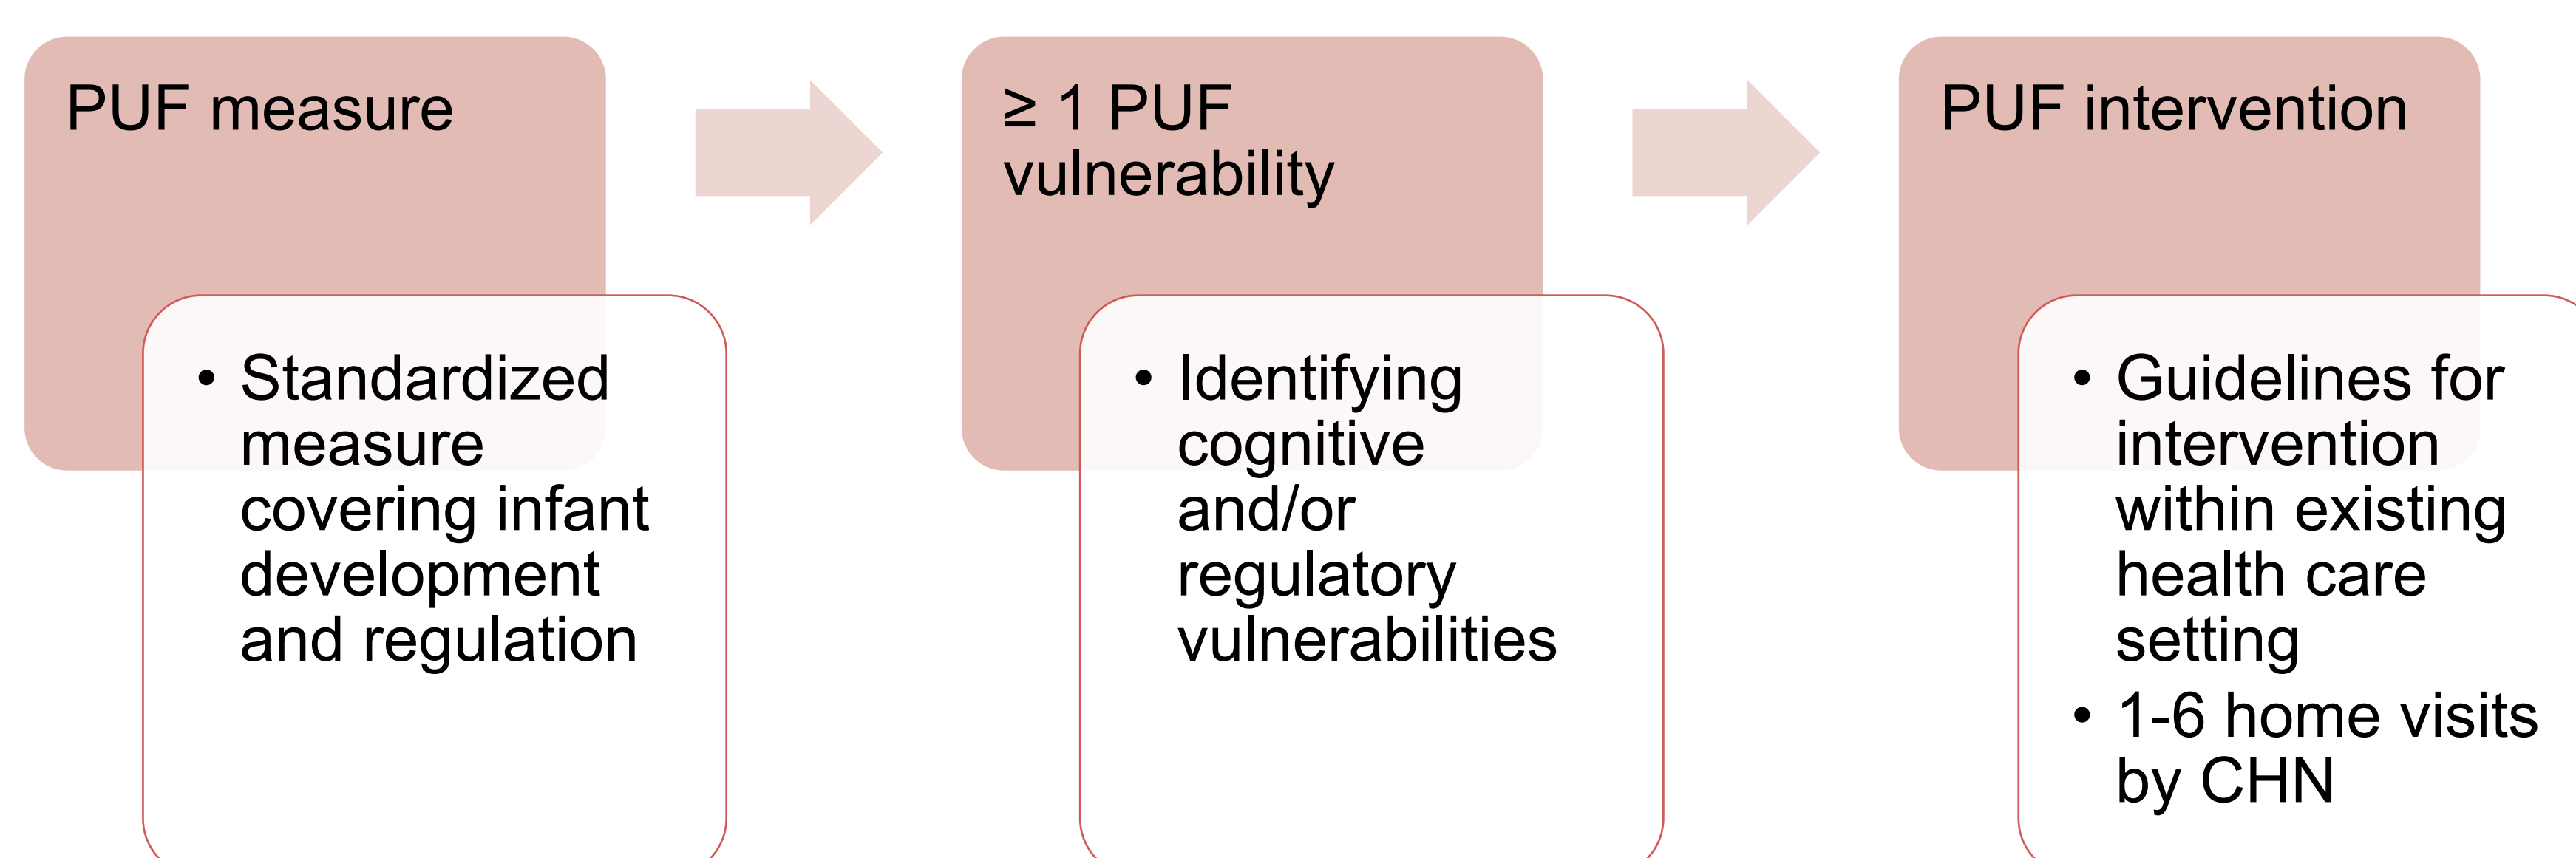 PUF measure
• Standardized
measure
covering infant
development
and regulation
≥ 1 PUF
vulnerability
• Identifying
cognitive
and/or
regulatory
vulnerabilities
PUF intervention
• Guidelines for
intervention
within existing
health care
setting
• 1-6 home visits
by CHN